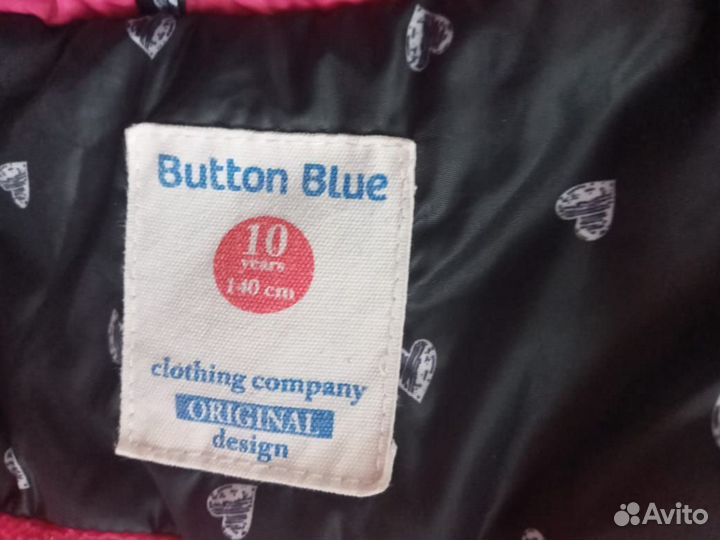 Button Blue
10
years
140 cm
clothing company
ORIGINAL
design
Avito